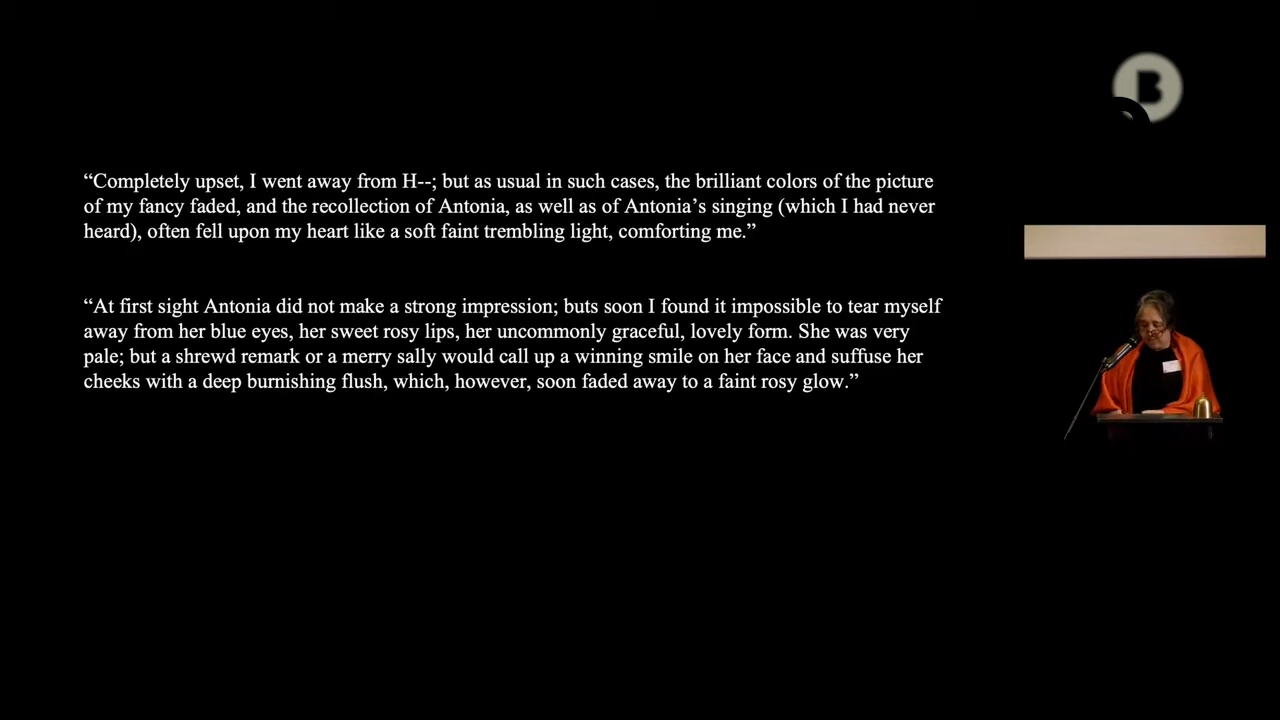 “Completely upset, I went away from H--; but as usual in such cases, the brilliant colors of the picture
of my fancy faded, and the recollection of Antonia, as well as of Antonia’s singing (which I had never
heard), often fell upon my heart like a soft faint trembling light, comforting me.”
“At first sight Antonia did not make a strong impression; buts soon I found it impossible to tear myself
away from her blue eyes, her sweet rosy lips, her uncommonly graceful, lovely form. She was very
pale; but a shrewd remark or a merry sally would call up a winning smile on her face and suffuse her
cheeks with a deep burnishing flush, which, however, soon faded away to a faint rosy glow.”
B